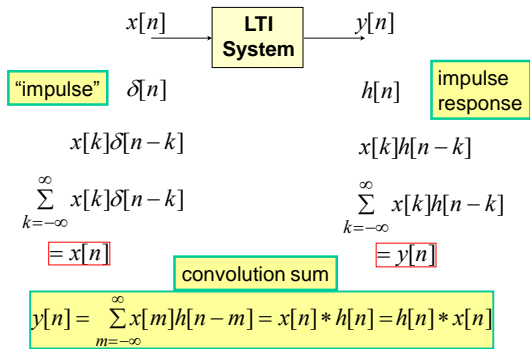 x[n] LTI System y[n]
“impulse” δ[n] h[n] impulse response
x[k]δ[n−k] x[k]h[n−k]
∞∑k=−∞ x[k]δ[n−k] ∞∑k=−∞ x[k]h[n−k]
= x[n] = y[n]
convolution sum
y[n] = ∞∑m=−∞ x[m]h[n−m] = x[n]∗h[n] = h[n]∗x[n]